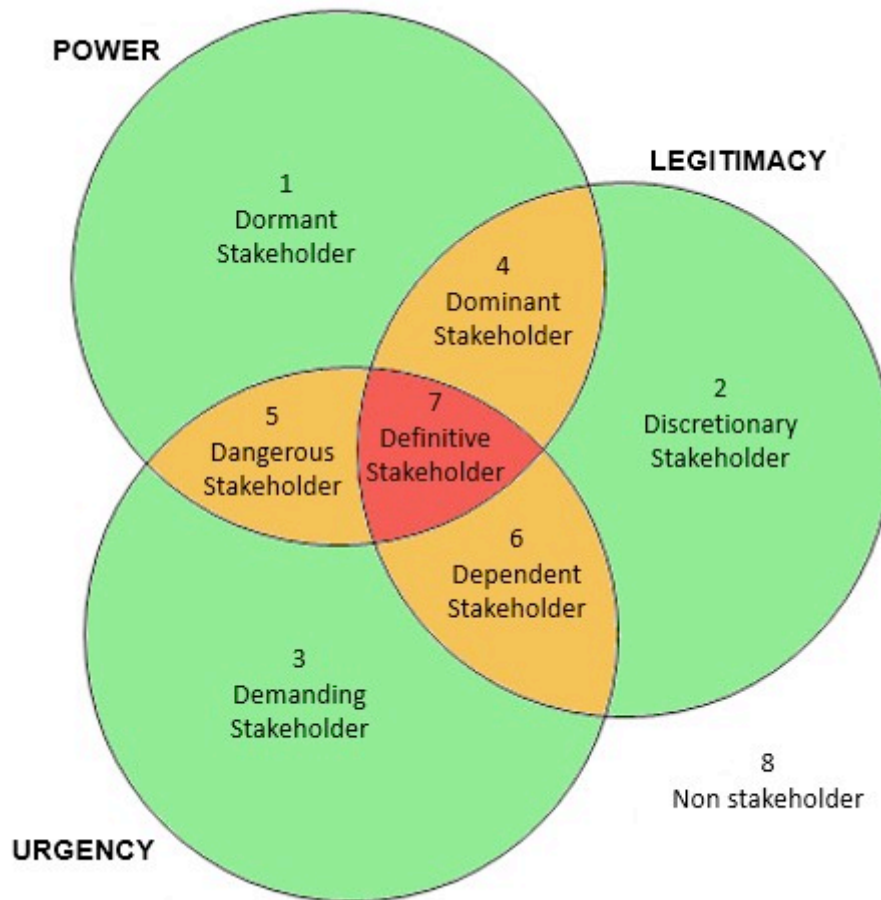 POWER
LEGITIMACY
1
Dormant
Stakeholder
4
Dominant
Stakeholder
2
Discretionary
Stakeholder
5
Dangerous
Stakeholder
7
Definitive
Stakeholder
6
Dependent
Stakeholder
3
Demanding
Stakeholder
8
Non stakeholder
URGENCY